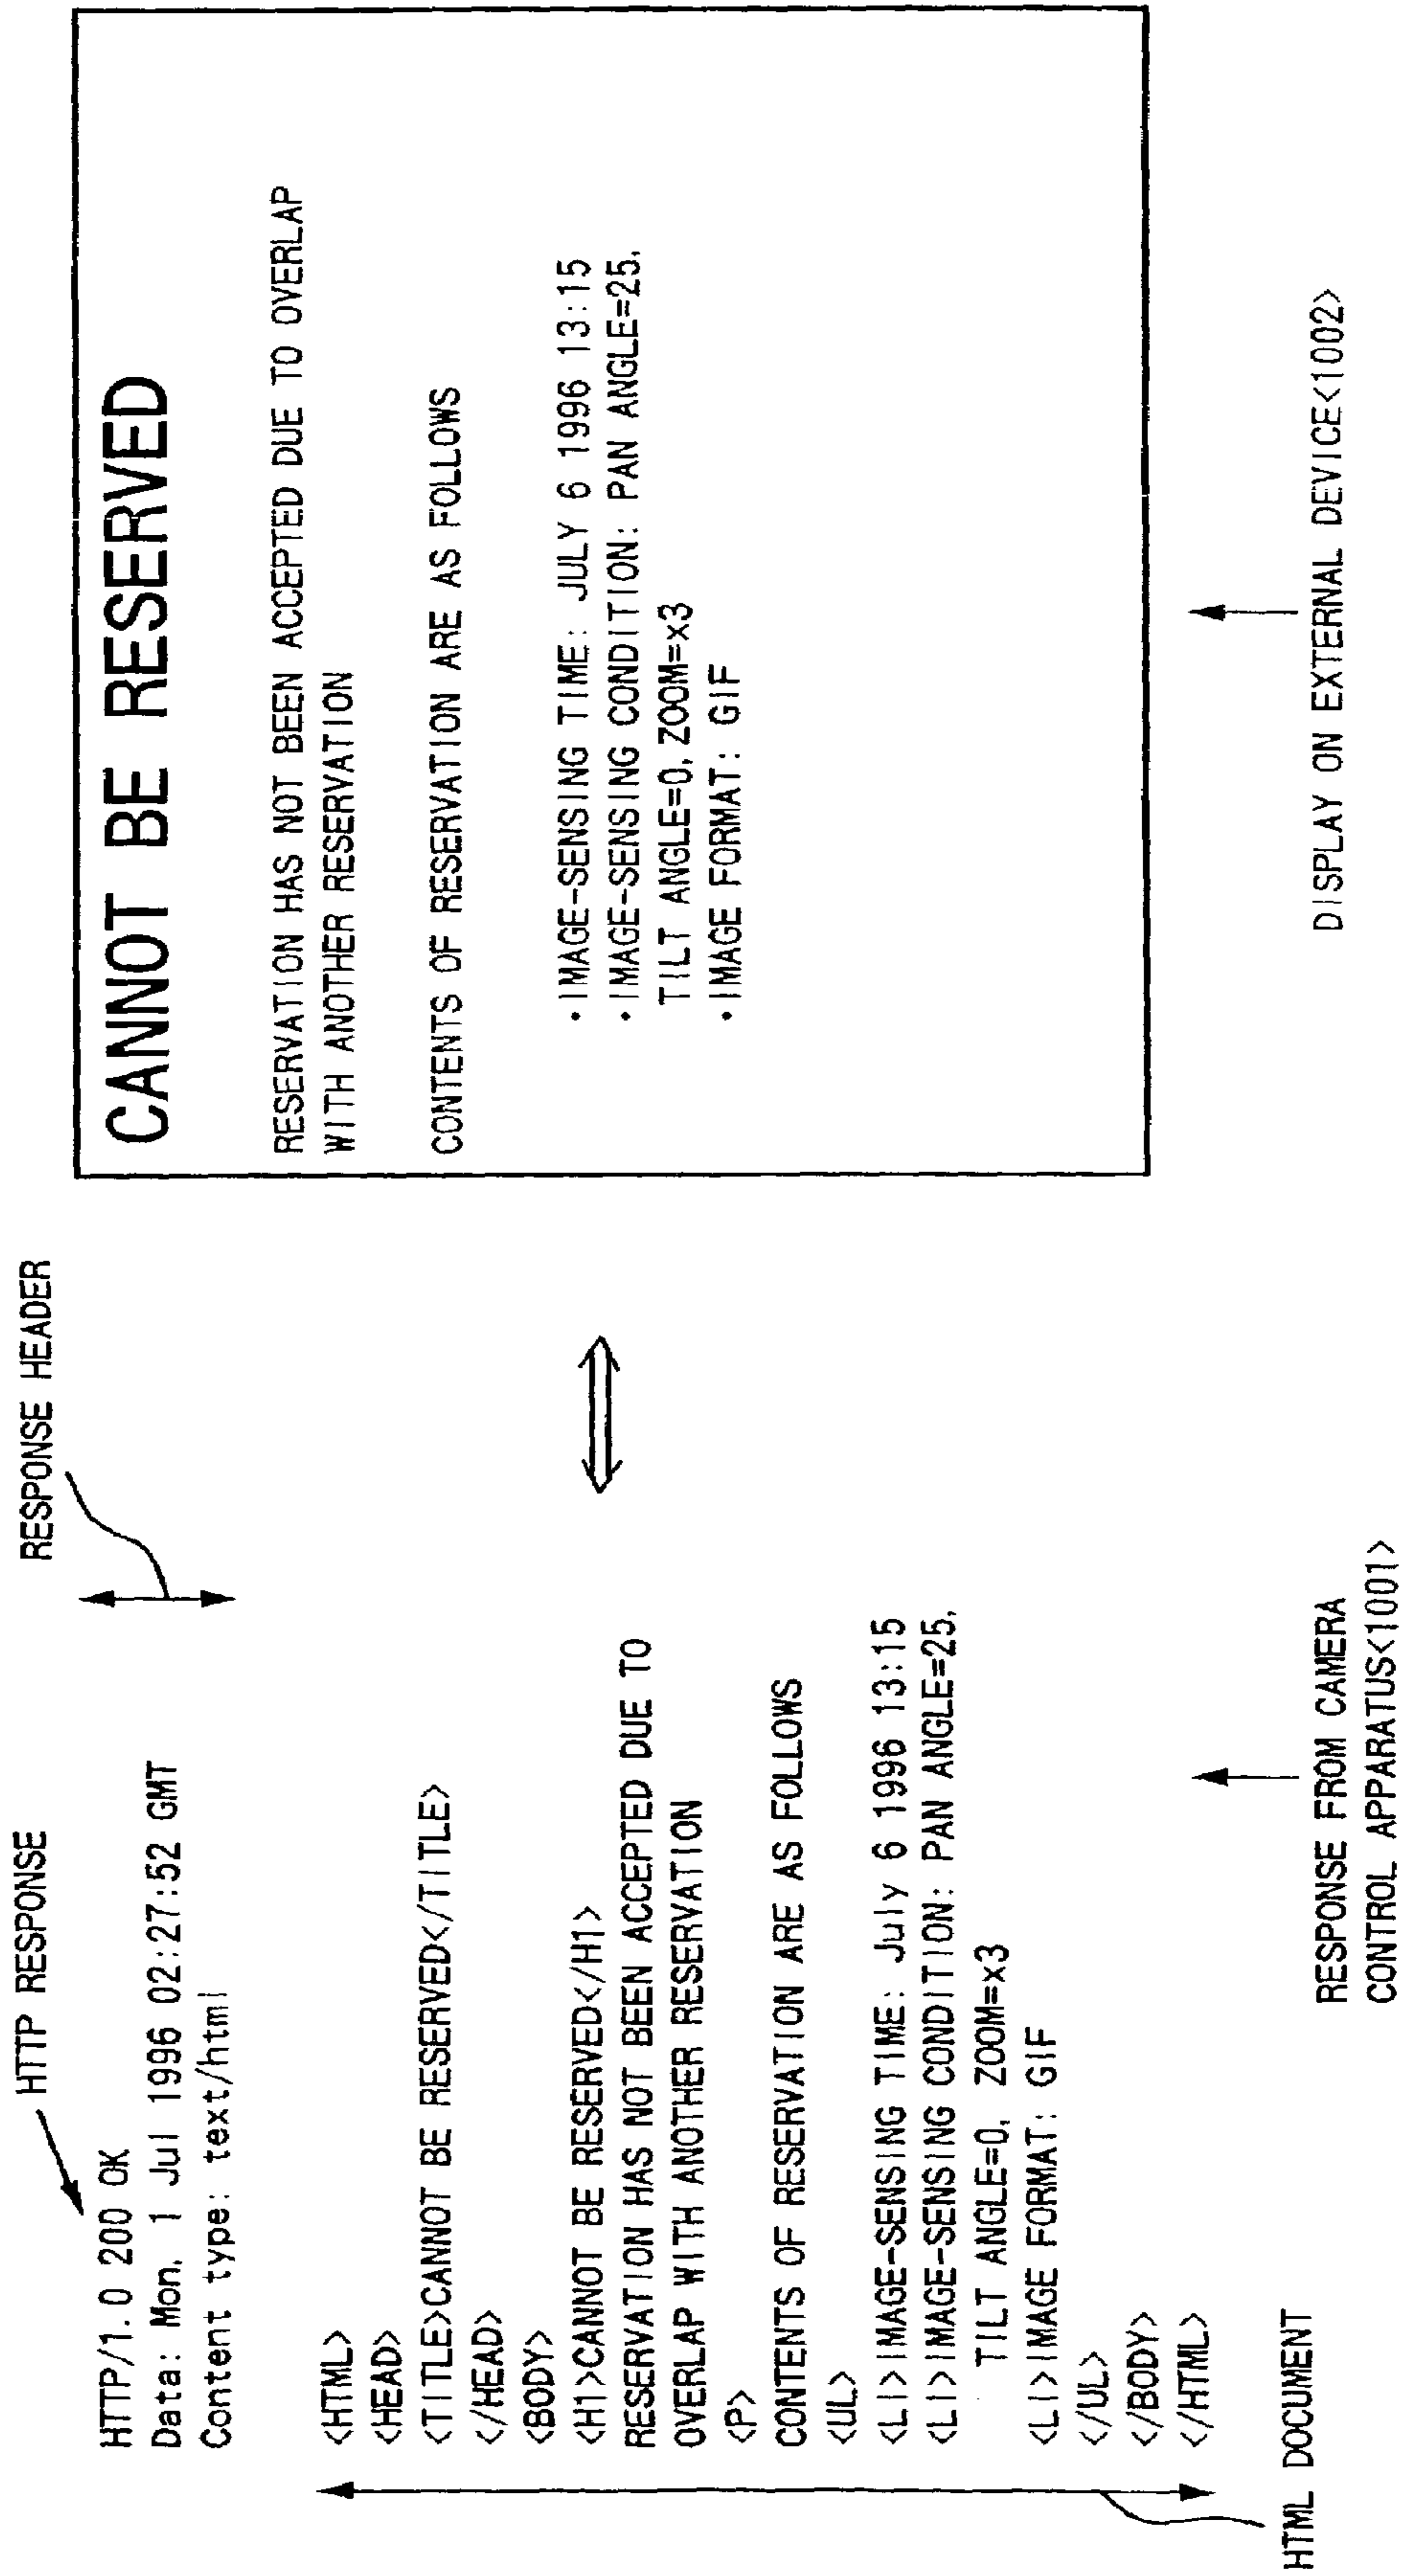 HTTP RESPONSE
RESPONSE HEADER
HTTP/1.0 200 OK
Data: Mon, 1 Jul 1996 02:27:52 GMT
Content type: text/html
<HTML>
<HEAD>
<TITLE>CANNOT BE RESERVED</TITLE>
</HEAD>
<BODY>
<H1>CANNOT BE RESERVED</H1>
RESERVATION HAS NOT BEEN ACCEPTED DUE TO
OVERLAP WITH ANOTHER RESERVATION
<P>
CONTENTS OF RESERVATION ARE AS FOLLOWS
<UL>
<LI>IMAGE-SENSING TIME: July 6 1996 13:15
<LI>IMAGE-SENSING CONDITION: PAN ANGLE=25,
TILT ANGLE=0, ZOOM=x3
<LI>IMAGE FORMAT: GIF
</UL>
</BODY>
</HTML>
HTML DOCUMENT
RESPONSE FROM CAMERA
CONTROL APPARATUS<1001>
CANNOT BE RESERVED
RESERVATION HAS NOT BEEN ACCEPTED DUE TO OVERLAP
WITH ANOTHER RESERVATION
CONTENTS OF RESERVATION ARE AS FOLLOWS
・IMAGE-SENSING TIME: JULY 6 1996 13:15
・IMAGE-SENSING CONDITION: PAN ANGLE=25,
TILT ANGLE=0, ZOOM=x3
・IMAGE FORMAT: GIF
DISPLAY ON EXTERNAL DEVICE<1002>